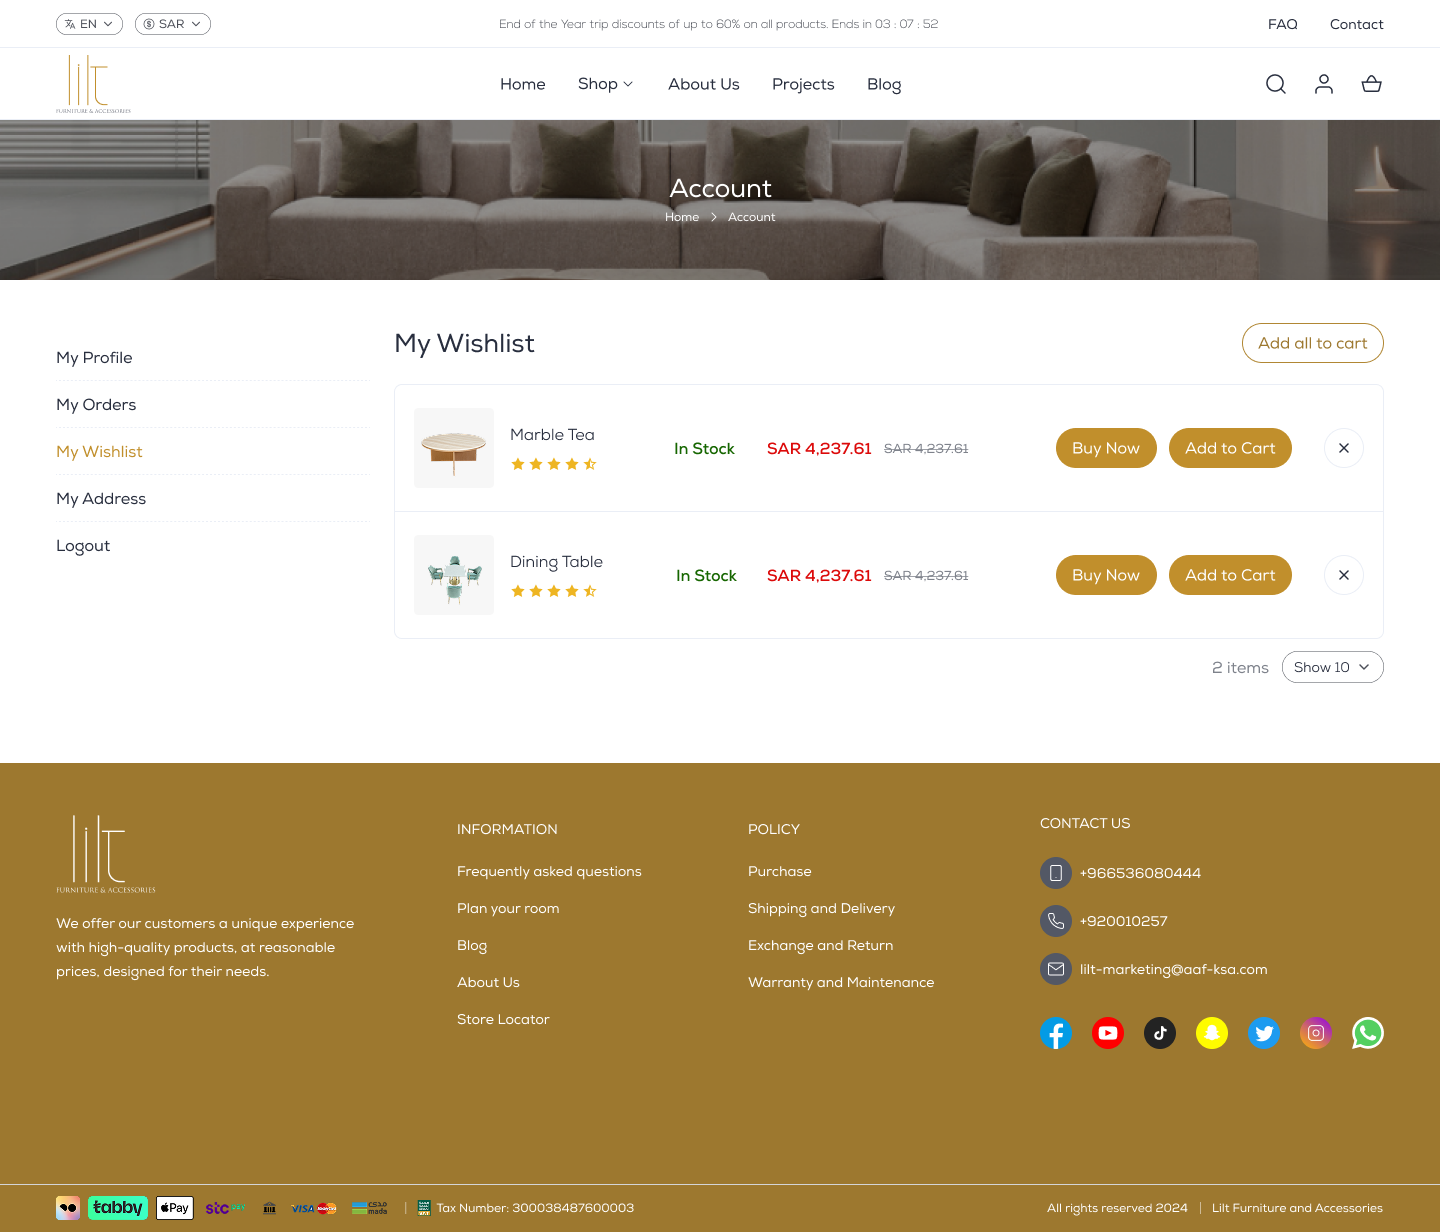 EN
SAR
End of the Year trip discounts of up to 60% on all products. Ends in 03 : 07 : 52
FAQ
Contact
lilt
FURNITURE & ACCESSORIES
Home
Shop
About Us
Projects
Blog
Account
Home > Account
My Profile
My Orders
My Wishlist
My Address
Logout
My Wishlist
Add all to cart
Marble Tea
In Stock
SAR 4,237.61 SAR 4,237.61
Buy Now
Add to Cart
Dining Table
In Stock
SAR 4,237.61 SAR 4,237.61
Buy Now
Add to Cart
2 items
Show 10
lilt
FURNITURE & ACCESSORIES
We offer our customers a unique experience
with high-quality products, at reasonable
prices, designed for their needs.
INFORMATION
Frequently asked questions
Plan your room
Blog
About Us
Store Locator
POLICY
Purchase
Shipping and Delivery
Exchange and Return
Warranty and Maintenance
CONTACT US
+966536080444
+920010257
lilt-marketing@aaf-ksa.com
tabby
Pay
stc pay
VISA
mada
Tax Number: 300038487600003
All rights reserved 2024 | Lilt Furniture and Accessories